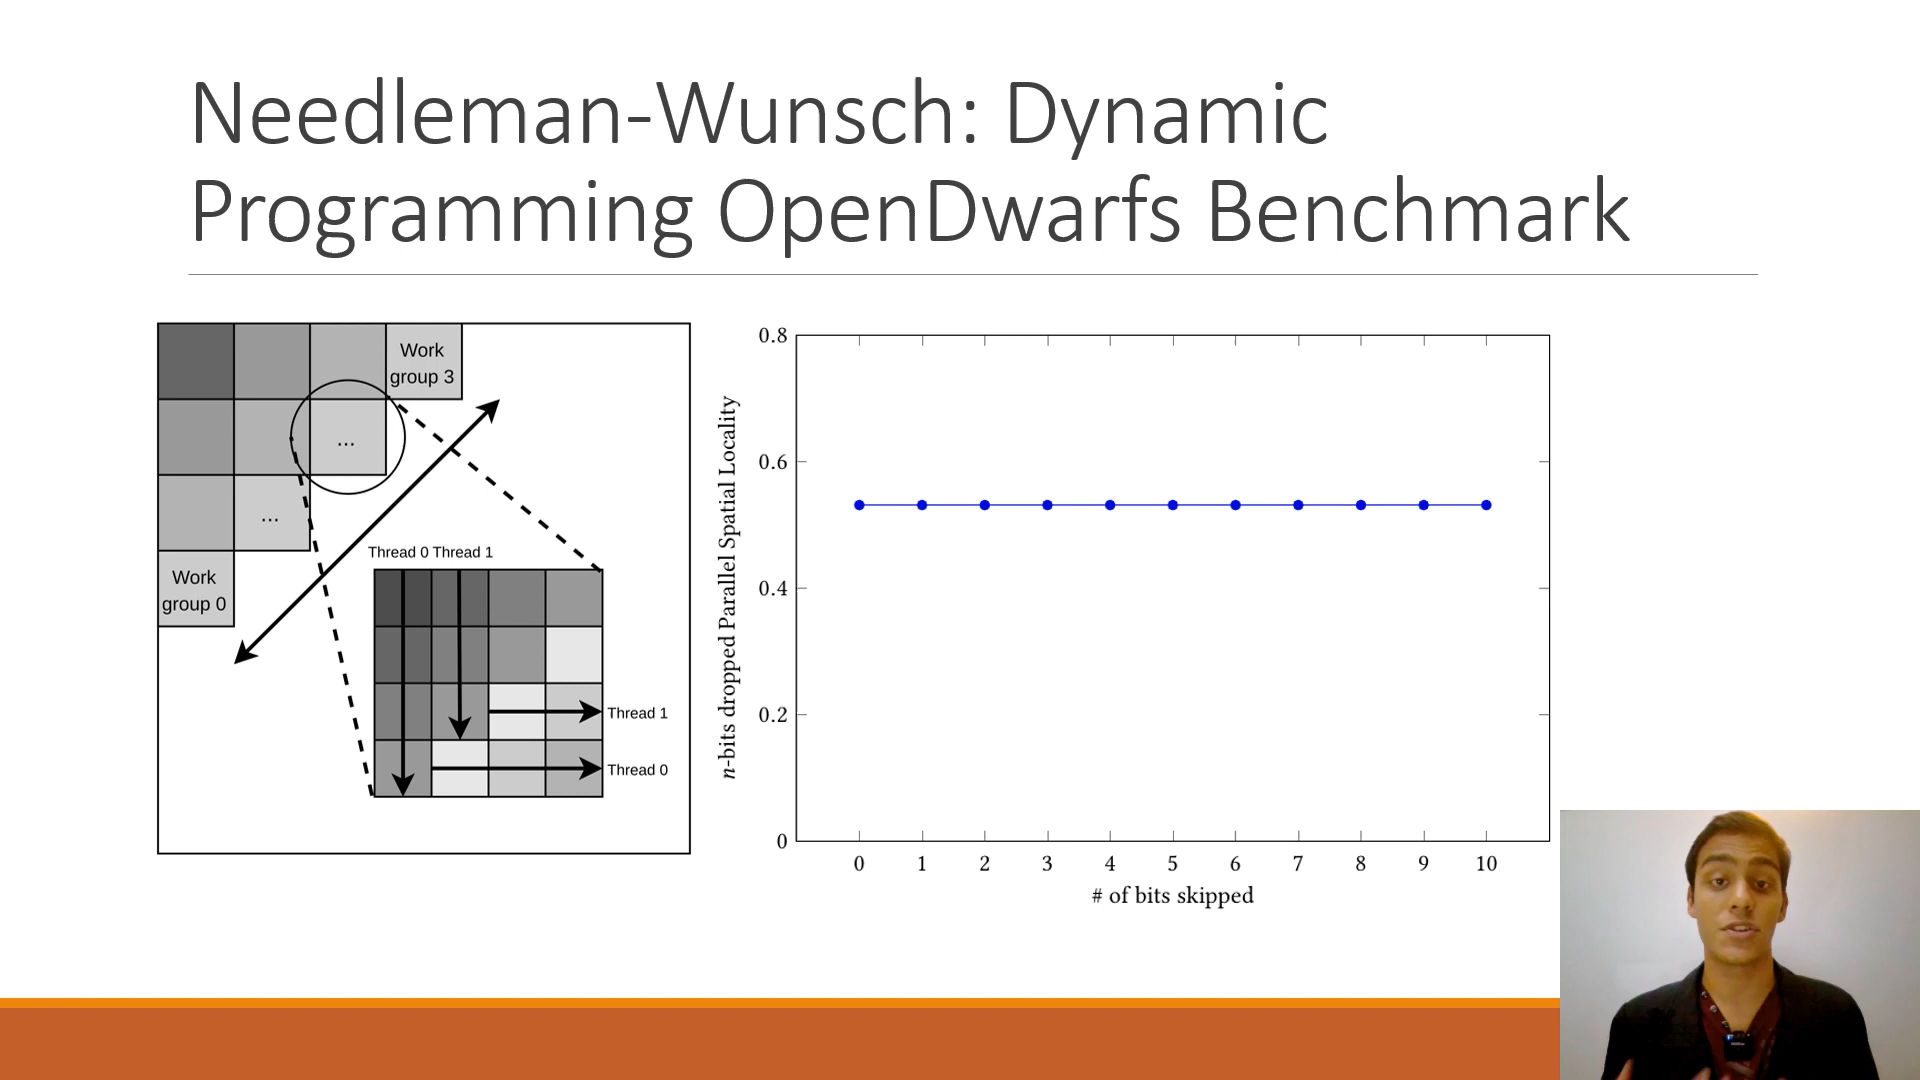 Needleman-Wunsch: Dynamic
Programming OpenDwarfs Benchmark
Work
group 3
...
...
Work
group 0
Thread 0 Thread 1
Thread 1
Thread 0
n-bits dropped Parallel Spatial Locality
0.8
0.6
0.4
0.2
0
0 1 2 3 4 5 6 7 8 9 10
# of bits skipped